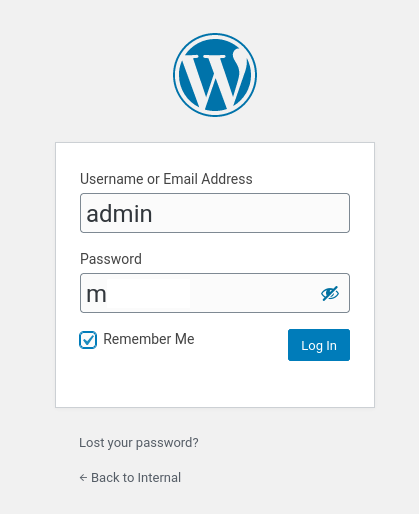 Username or Email Address
admin
Password
m
Remember Me
Log In
Lost your password?
← Back to Internal